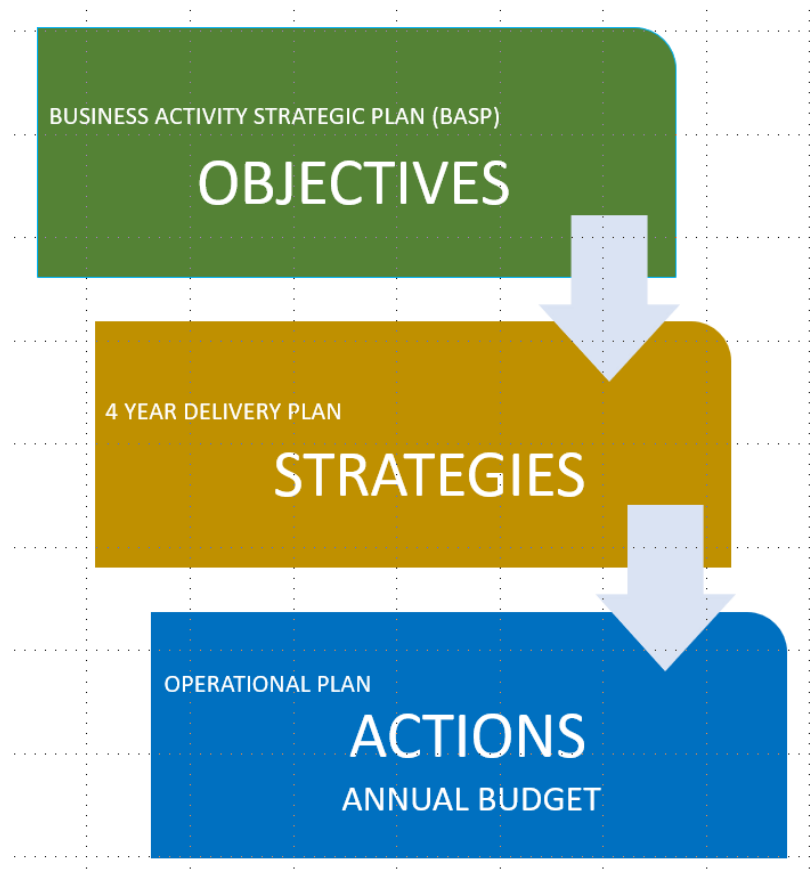 BUSINESS ACTIVITY STRATEGIC PLAN (BASP)
OBJECTIVES
4 YEAR DELIVERY PLAN
STRATEGIES
OPERATIONAL PLAN
ACTIONS
ANNUAL BUDGET